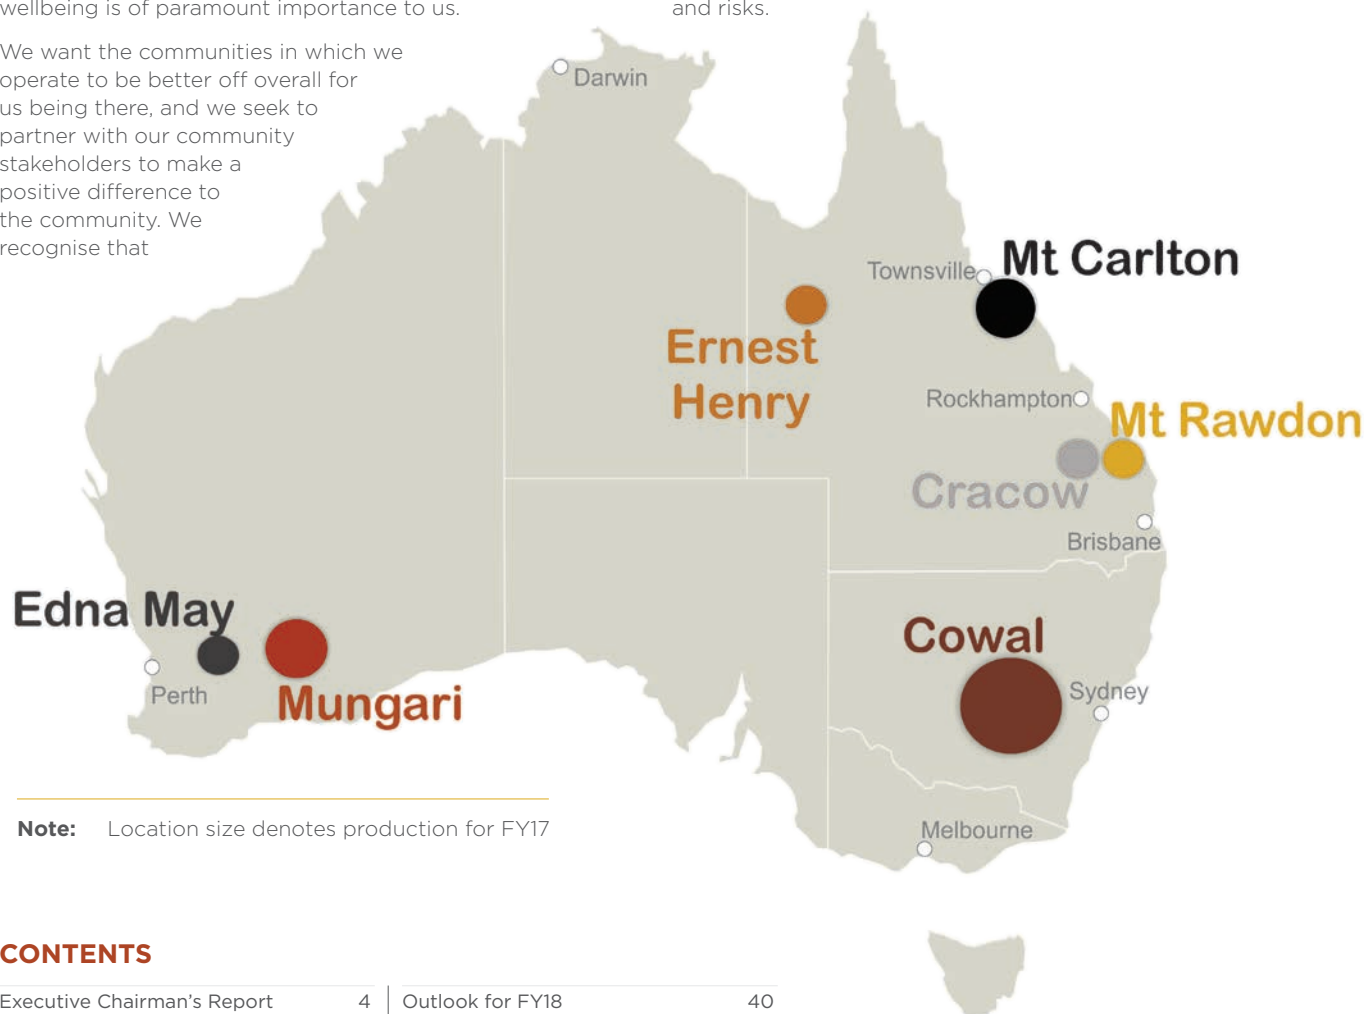 wellbeing is of paramount importance to us.
We want the communities in which we
operate to be better off overall for
us being there, and we seek to
partner with our community
stakeholders to make a
positive difference to
the community. We
recognise that
and risks.
Darwin
Townsville
Mt Carlton
Ernest
Henry
Rockhampton
Mt Rawdon
Cracow
Brisbane
Edna May
Perth
Mungari
Cowal
Sydney
Melbourne
Note: Location size denotes production for FY17
CONTENTS
Executive Chairman’s Report 4
Outlook for FY18 40